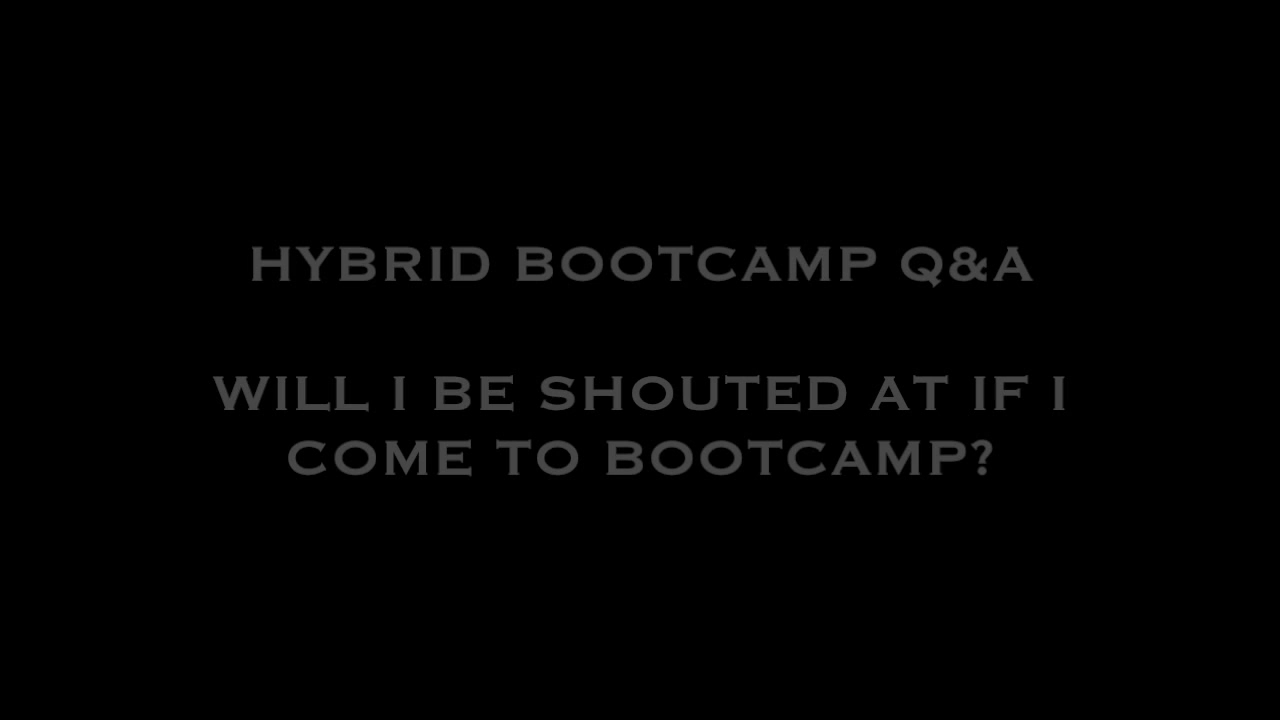 HYBRID BOOTCAMP Q&A
WILL I BE SHOUTED AT IF I
COME TO BOOTCAMP?